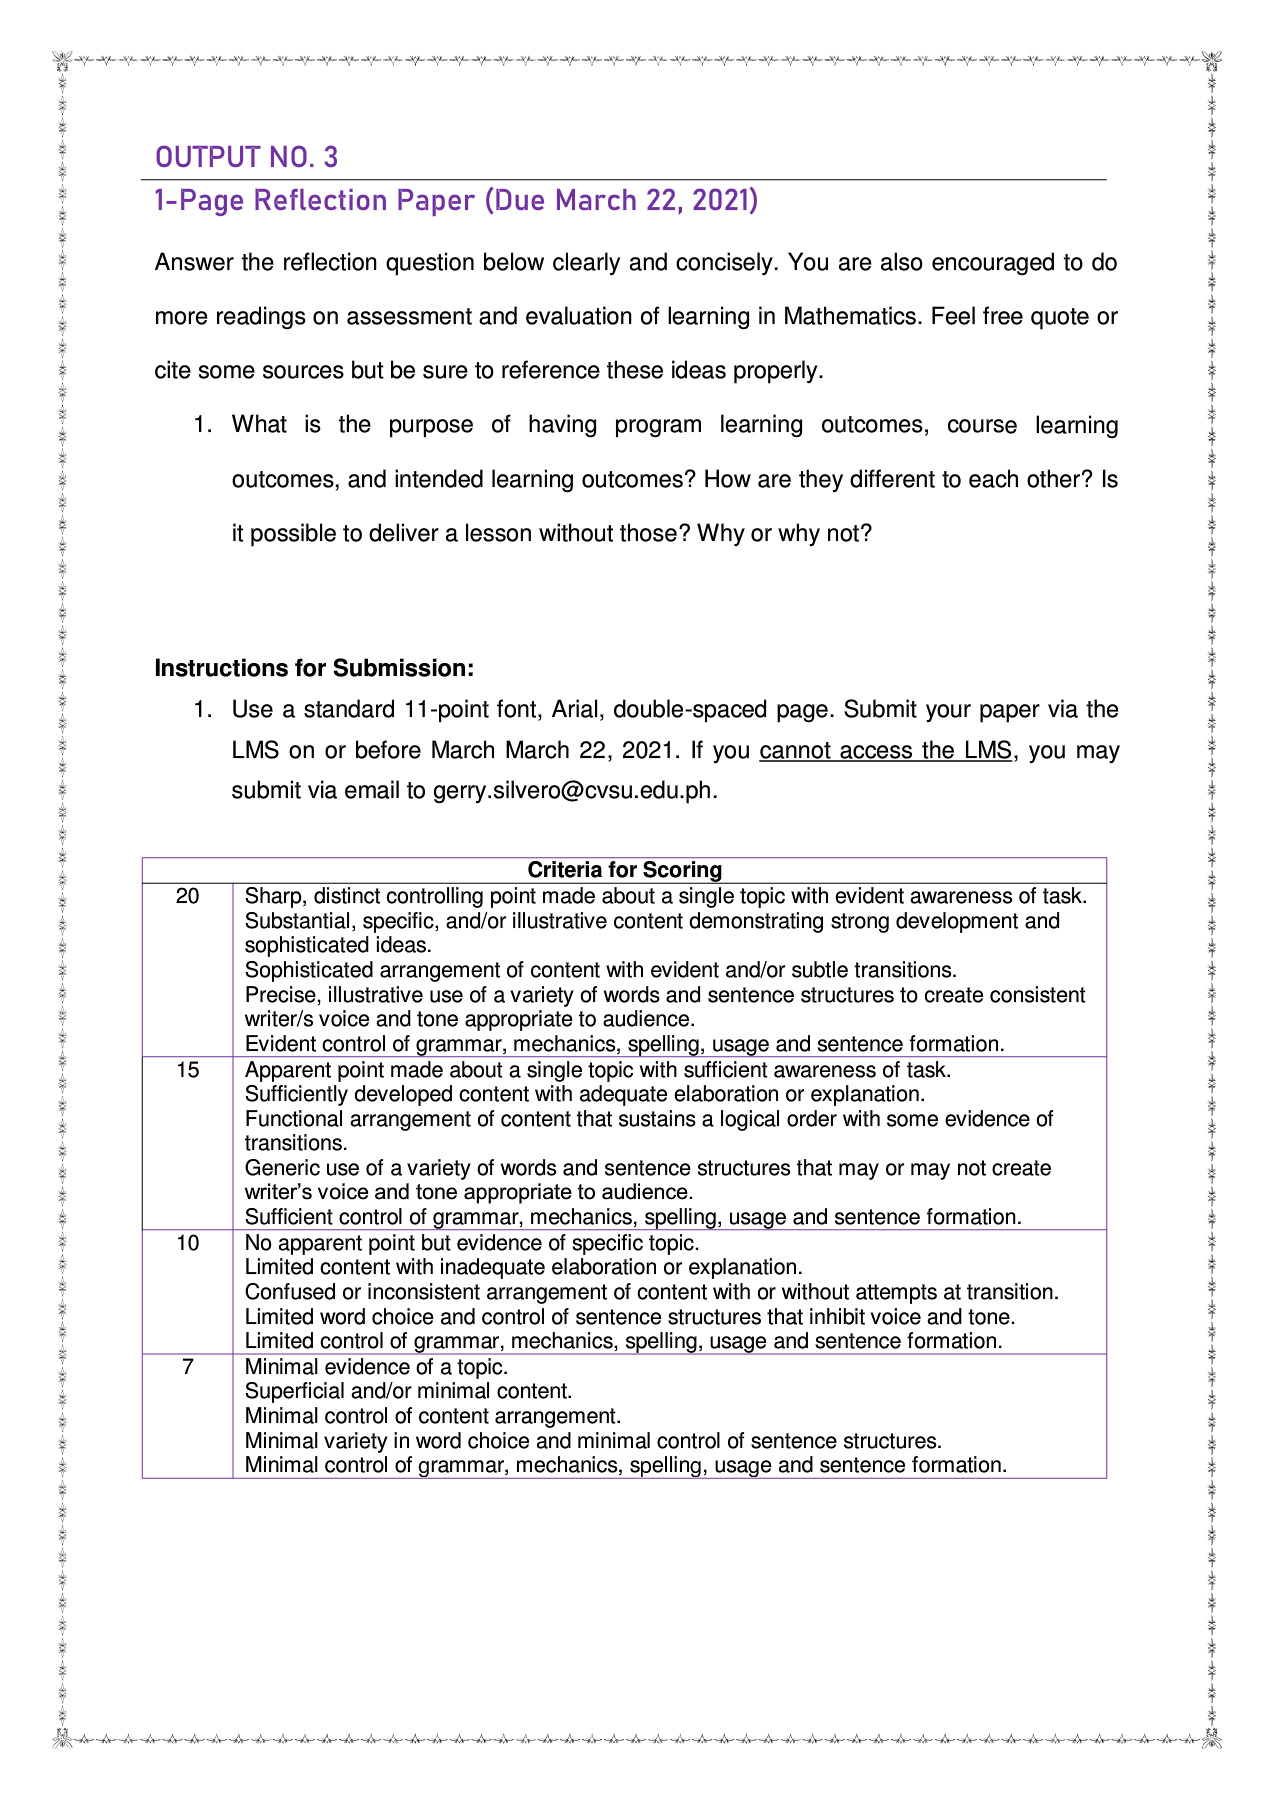 OUTPUT NO. 3
1-Page Reflection Paper (Due March 22, 2021)
Answer the reflection question below clearly and concisely. You are also encouraged to do
more readings on assessment and evaluation of learning in Mathematics. Feel free quote or
cite some sources but be sure to reference these ideas properly.
1. What is the purpose of having program learning outcomes, course learning
outcomes, and intended learning outcomes? How are they different to each other? Is
it possible to deliver a lesson without those? Why or why not?
Instructions for Submission:
1. Use a standard 11-point font, Arial, double-spaced page. Submit your paper via the
LMS on or before March March 22, 2021. If you cannot access the LMS, you may
submit via email to gerry.silvero@cvsu.edu.ph.
Criteria for Scoring
20 Sharp, distinct controlling point made about a single topic with evident awareness of task.
Substantial, specific, and/or illustrative content demonstrating strong development and
sophisticated ideas.
Sophisticated arrangement of content with evident and/or subtle transitions.
Precise, illustrative use of a variety of words and sentence structures to create consistent
writer/s voice and tone appropriate to audience.
Evident control of grammar, mechanics, spelling, usage and sentence formation.
15 Apparent point made about a single topic with sufficient awareness of task.
Sufficiently developed content with adequate elaboration or explanation.
Functional arrangement of content that sustains a logical order with some evidence of
transitions.
Generic use of a variety of words and sentence structures that may or may not create
writer’s voice and tone appropriate to audience.
Sufficient control of grammar, mechanics, spelling, usage and sentence formation.
10 No apparent point but evidence of specific topic.
Limited content with inadequate elaboration or explanation.
Confused or inconsistent arrangement of content with or without attempts at transition.
Limited word choice and control of sentence structures that inhibit voice and tone.
Limited control of grammar, mechanics, spelling, usage and sentence formation.
7 Minimal evidence of a topic.
Superficial and/or minimal content.
Minimal control of content arrangement.
Minimal variety in word choice and minimal control of sentence structures.
Minimal control of grammar, mechanics, spelling, usage and sentence formation.